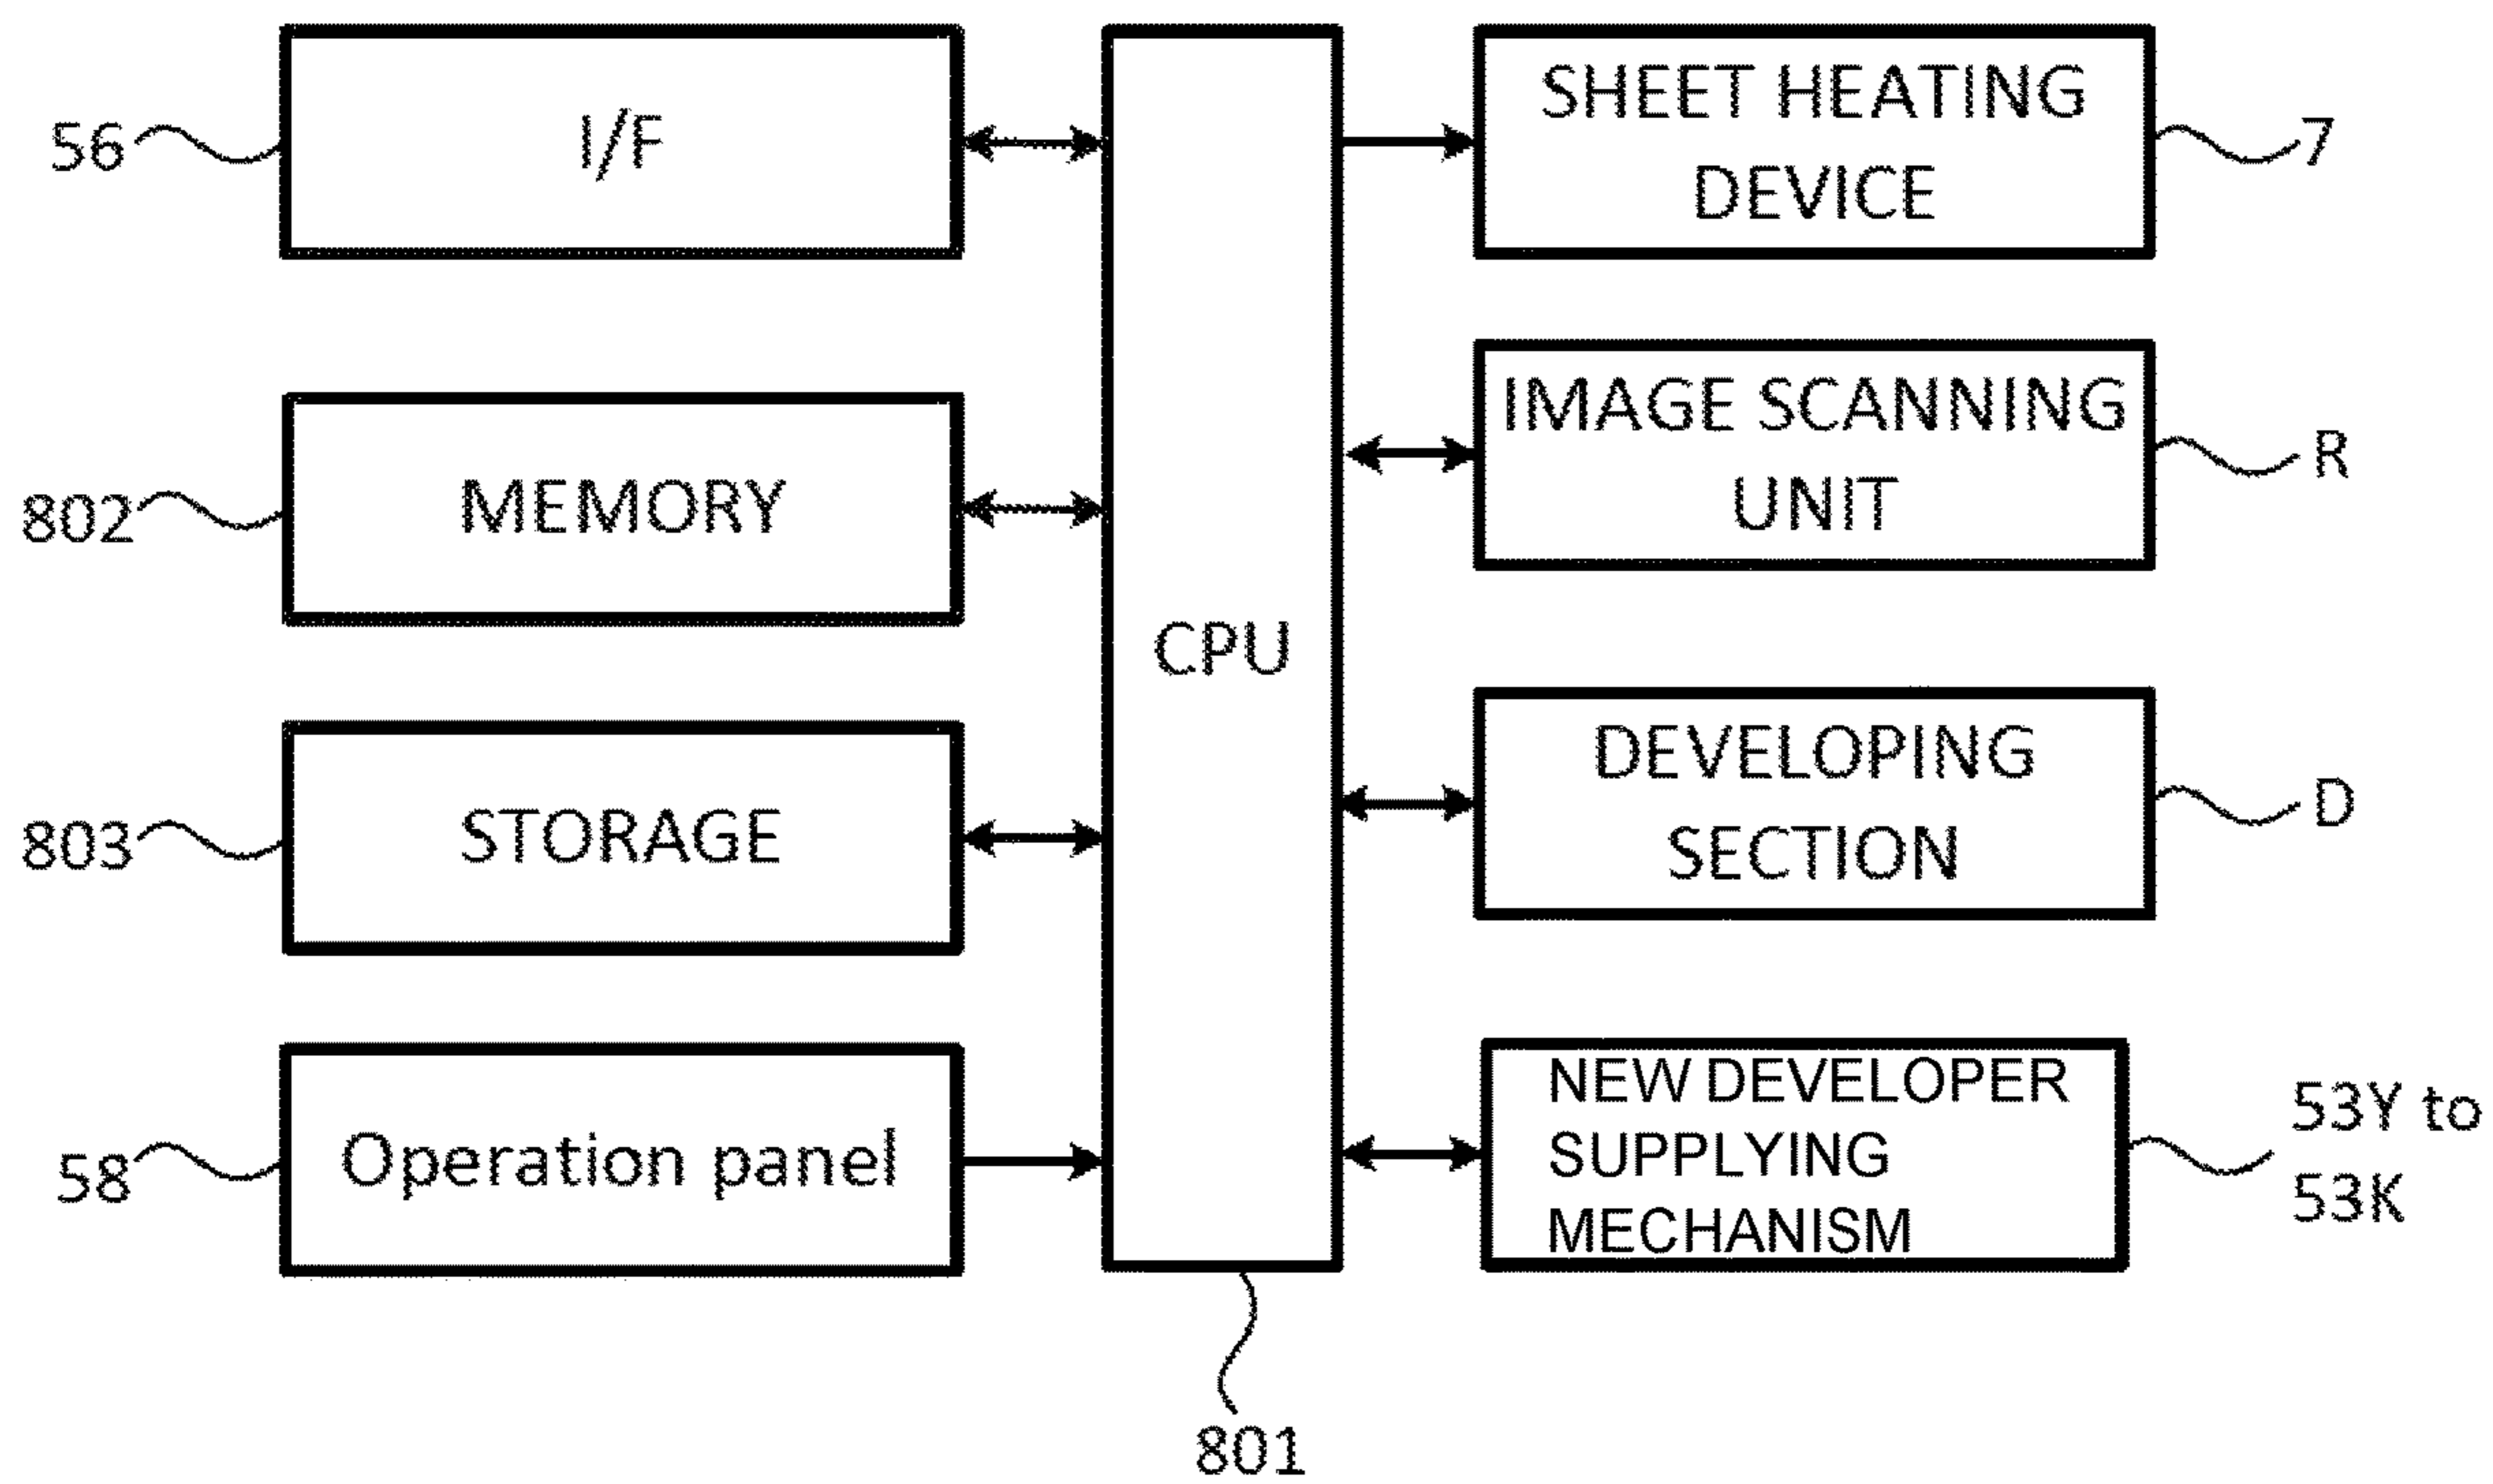 56
I/F
802
MEMORY
803
STORAGE
58
Operation panel
CPU
801
SHEET HEATING
DEVICE
7
IMAGE SCANNING
UNIT
R
DEVELOPING
SECTION
D
NEW DEVELOPER
SUPPLYING
MECHANISM
53Y to
53K